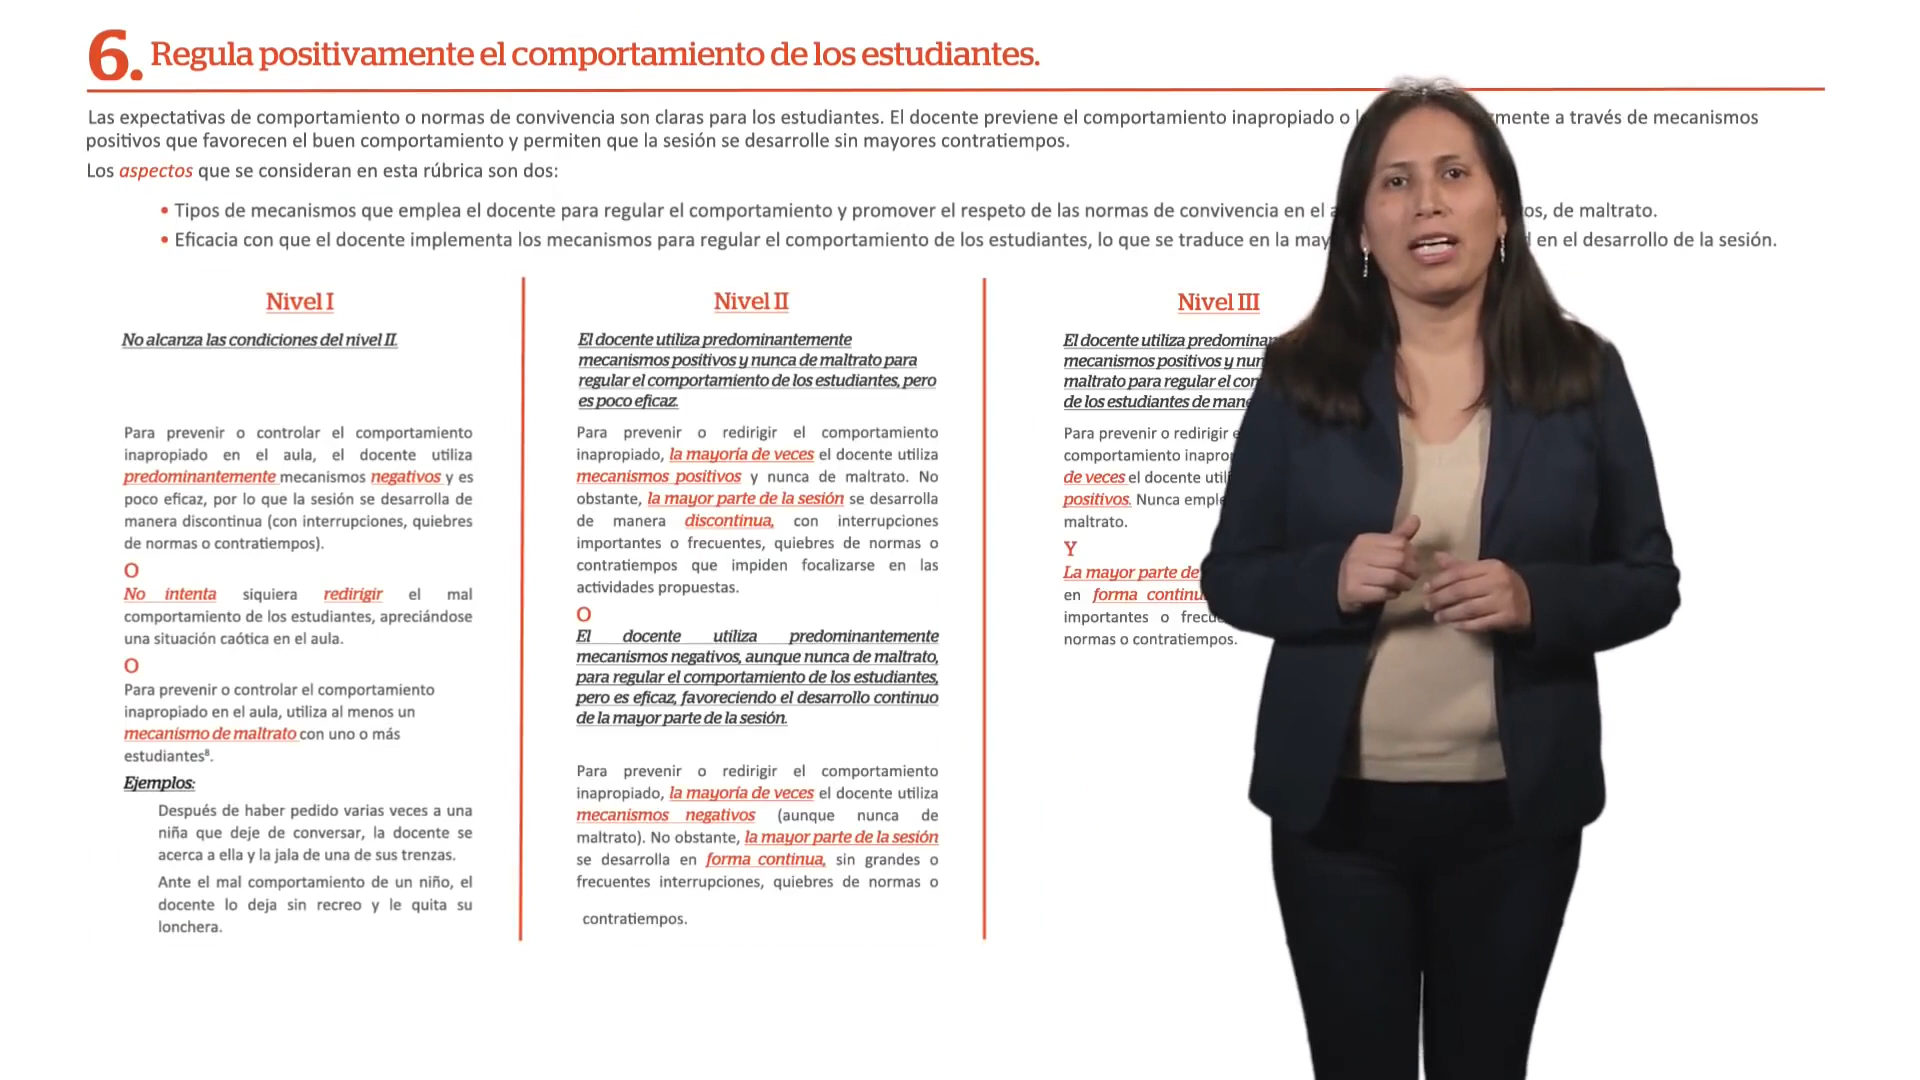 6. Regula positivamente el comportamiento de los estudiantes.
Las expectativas de comportamiento o normas de convivencia son claras para los estudiantes. El docente previene el comportamiento inapropiado o mente a través de mecanismos
positivos que favorecen el buen comportamiento y permiten que la sesión se desarrolle sin mayores contratiempos.
Los aspectos que se consideran en esta rúbrica son dos:
• Tipos de mecanismos que emplea el docente para regular el comportamiento y promover el respeto de las normas de convivencia en el de maltrato.
• Eficacia con que el docente implementa los mecanismos para regular el comportamiento de los estudiantes, lo que se traduce en la en el desarrollo de la sesión.
Nivel I
No alcanza las condiciones del nivel II.
Para prevenir o controlar el comportamiento
inapropiado en el aula, el docente utiliza
predominantemente mecanismos negativos y es
poco eficaz, por lo que la sesión se desarrolla de
manera discontinua (con interrupciones, quiebres
de normas o contratiempos).
O
No intenta siquiera redirigir el mal
comportamiento de los estudiantes, apreciándose
una situación caótica en el aula.
O
Para prevenir o controlar el comportamiento
inapropiado en el aula, utiliza al menos un
mecanismo de maltrato con uno o más
estudiantes⁸.
Ejemplos:
Después de haber pedido varias veces a una
niña que deje de conversar, la docente se
acerca a ella y la jala de una de sus trenzas.
Ante el mal comportamiento de un niño, el
docente lo deja sin recreo y le quita su
lonchera.
Nivel II
El docente utiliza predominantemente
mecanismos positivos y nunca de maltrato para
regular el comportamiento de los estudiantes, pero
es poco eficaz.
Para prevenir o redirigir el comportamiento
inapropiado, la mayoría de veces el docente utiliza
mecanismos positivos y nunca de maltrato. No
obstante, la mayor parte de la sesión se desarrolla
de manera discontinua, con interrupciones
importantes o frecuentes, quiebres de normas o
contratiempos que impiden focalizarse en las
actividades propuestas.
O
El docente utiliza predominantemente
mecanismos negativos, aunque nunca de maltrato,
para regular el comportamiento de los estudiantes,
pero es eficaz, favoreciendo el desarrollo continuo
de la mayor parte de la sesión.
Para prevenir o redirigir el comportamiento
inapropiado, la mayoría de veces el docente utiliza
mecanismos negativos (aunque nunca de
maltrato). No obstante, la mayor parte de la sesión
se desarrolla en forma continua, sin grandes o
frecuentes interrupciones, quiebres de normas o
contratiempos.
Nivel III
El docente utiliza
mecanismos positivos y
maltrato para regular el
de los estudiantes de
Para prevenir o redirigir
comportamiento
de veces el docente
positivos. Nunca
maltrato.
Y
La mayor parte de
en forma
importantes o
normas o contratiempos.